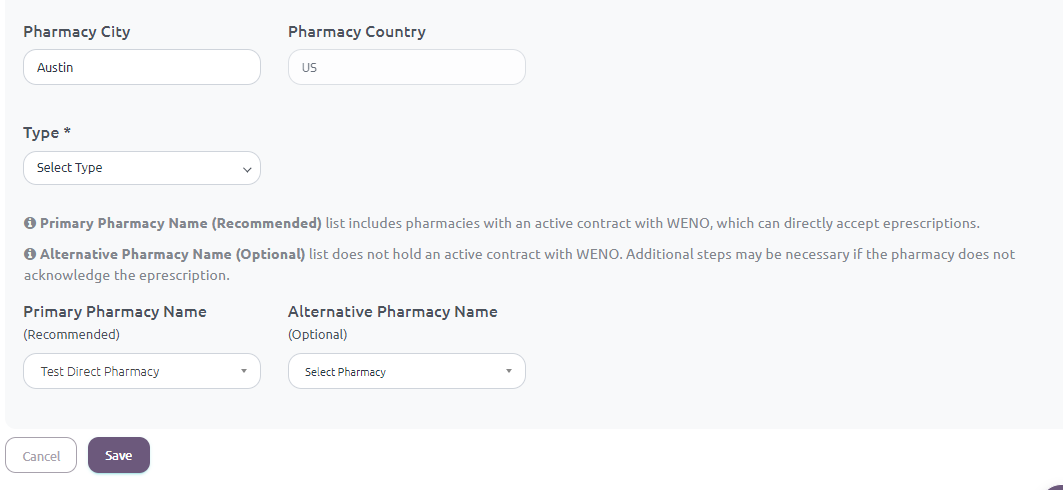 Pharmacy City Pharmacy Country
Austin US
Type *
Select Type
Primary Pharmacy Name (Recommended) list includes pharmacies with an active contract with WENO, which can directly accept eprescriptions.
Alternative Pharmacy Name (Optional) list does not hold an active contract with WENO. Additional steps may be necessary if the pharmacy does not
acknowledge the eprescription.
Primary Pharmacy Name Alternative Pharmacy Name
(Recommended) (Optional)
Test Direct Pharmacy Select Pharmacy
Cancel Save